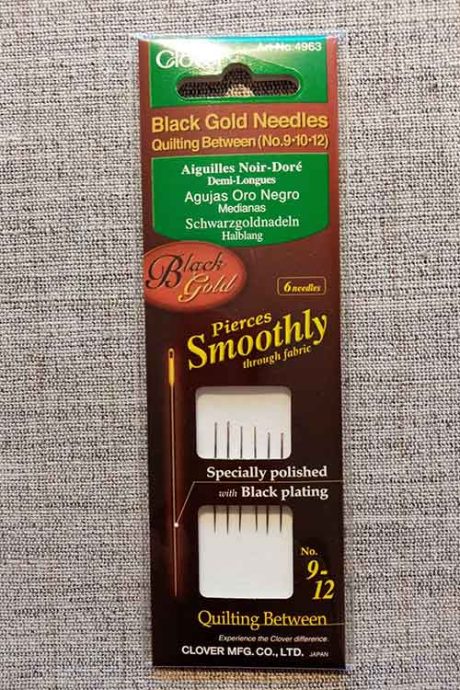 Clover
Art-No.4963
Black Gold Needles
Quilting Between (No.9·10·12)
Aiguilles Noir-Doré
Demi-Longues
Agujas Oro Negro
Medianas
Schwarzgoldnadeln
Halblang
Black
Gold
6 needles
Pierces
Smoothly
through fabric
Specially polished
with Black plating
No.
9-
12
Quilting Between
Experience the Clover difference.
CLOVER MFG. CO., LTD. JAPAN